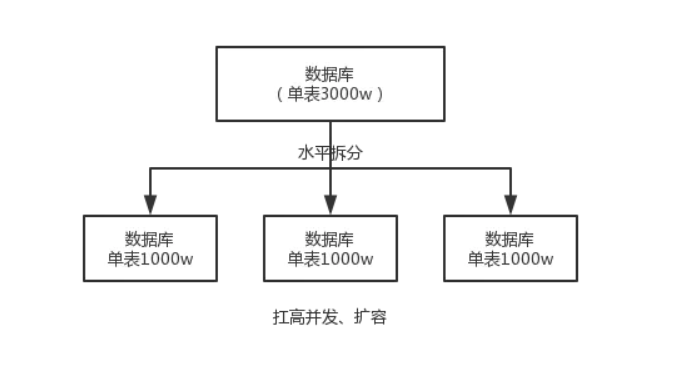 数据库
（单表3000w）
水平拆分
数据库
单表1000w
数据库
单表1000w
数据库
单表1000w
扛高并发、扩容